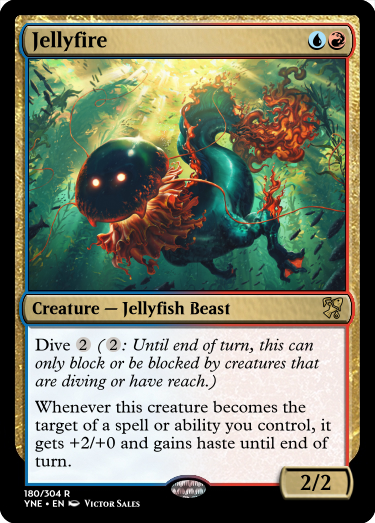 Jellyfire
Creature — Jellyfish Beast
Dive 2 (2: Until end of turn, this can
only block or be blocked by creatures that
are diving or have reach.)
Whenever this creature becomes the
target of a spell or ability you control, it
gets +2/+0 and gains haste until end of
turn.
2/2
180/304 R
YNE • EN Victor Sales